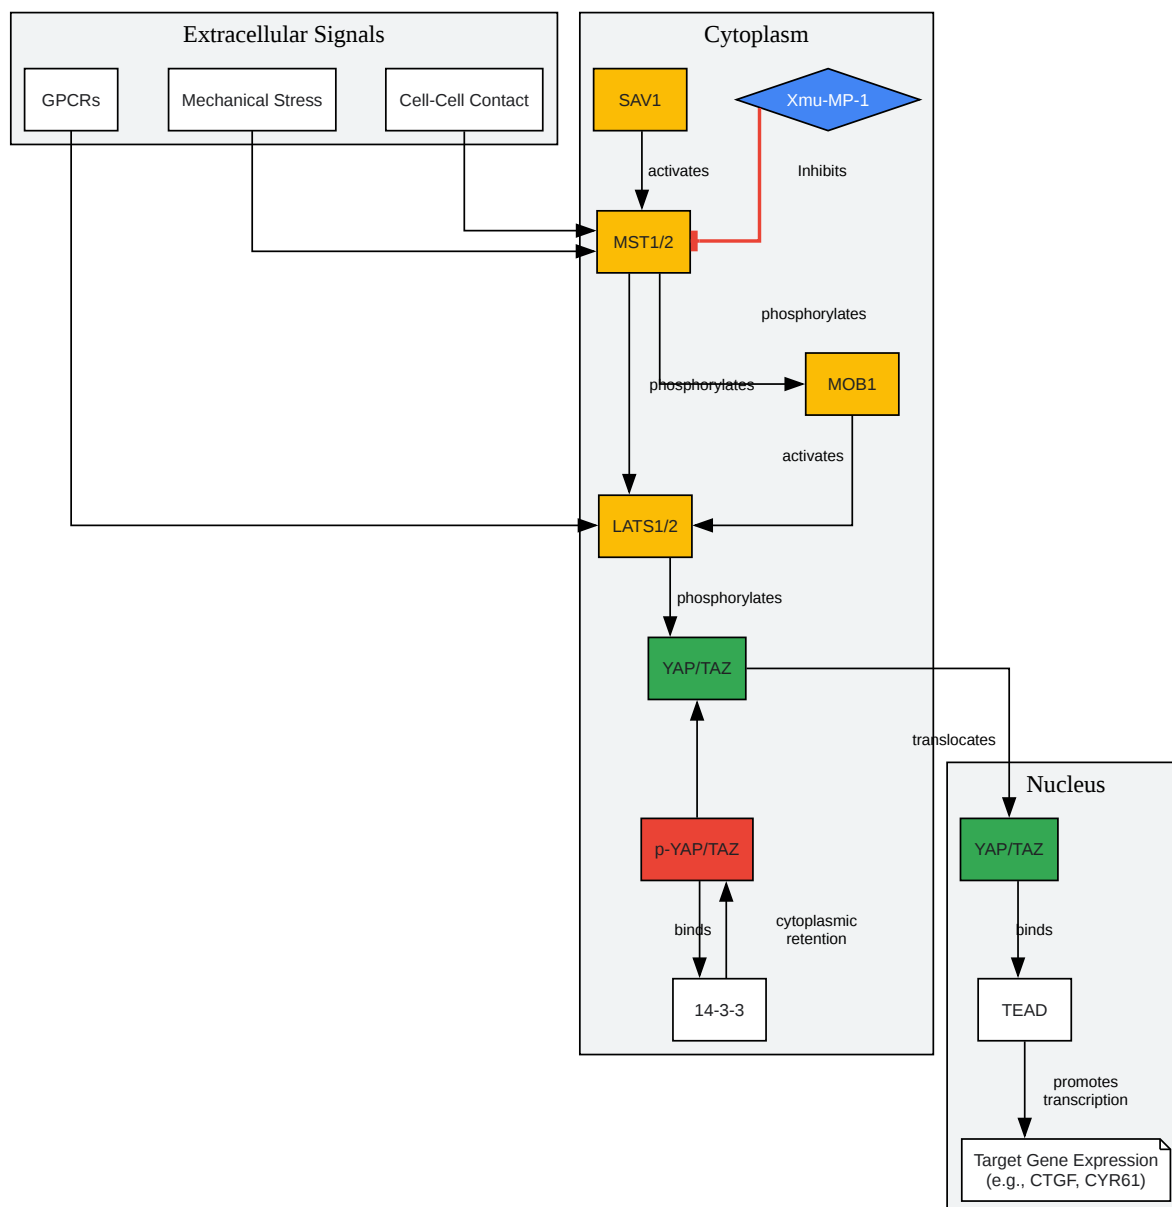 Extracellular Signals
Cytoplasm
GPCRs
Mechanical Stress
Cell-Cell Contact
SAV1
Xmu-MP-1
activates
Inhibits
MST1/2
phosphorylates
phosphorylates
MOB1
activates
LATS1/2
phosphorylates
YAP/TAZ
translocates
Nucleus
p-YAP/TAZ
YAP/TAZ
binds
cytoplasmic
retention
binds
14-3-3
TEAD
promotes
transcription
Target Gene Expression
(e.g., CTGF, CYR61)